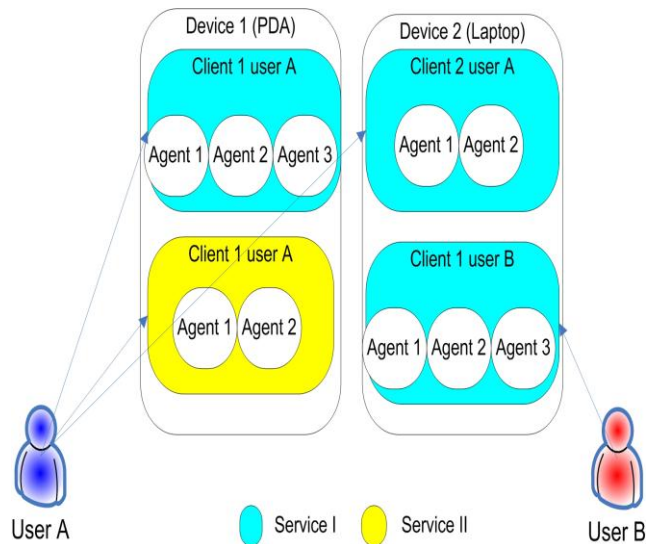 Device 1 (PDA)
Client 1 user A
Agent 1 Agent 2 Agent 3
Client 1 user A
Agent 1 Agent 2
Device 2 (Laptop)
Client 2 user A
Agent 1 Agent 2
Client 1 user B
Agent 1 Agent 2 Agent 3
User A
Service I
Service II
User B